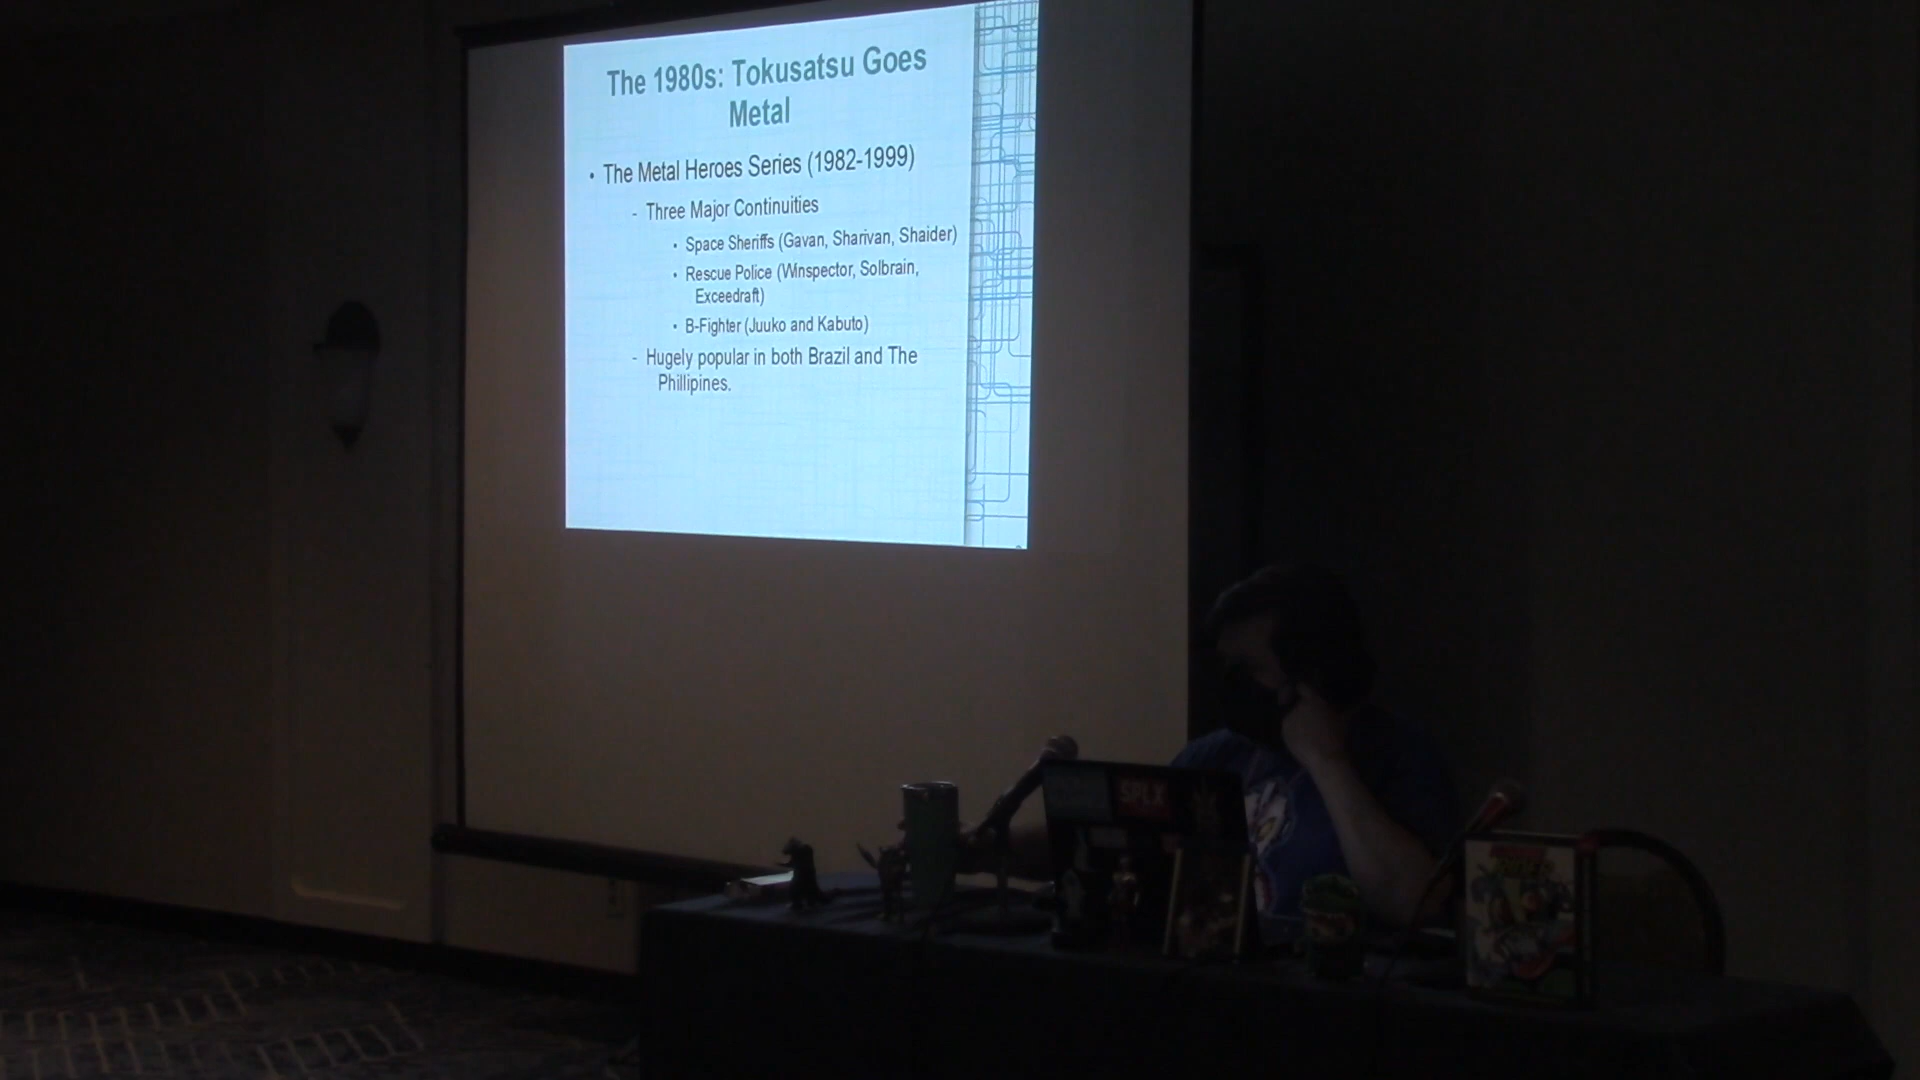 The 1980s: Tokusatsu Goes
Metal
• The Metal Heroes Series (1982-1999)
- Three Major Continuities
• Space Sheriffs (Gavan, Sharivan, Shaider)
• Rescue Police (Winspector, Solbrain,
Exceedraft)
• B-Fighter (Juuko and Kabuto)
- Hugely popular in both Brazil and The
Phillipines.
SPLX